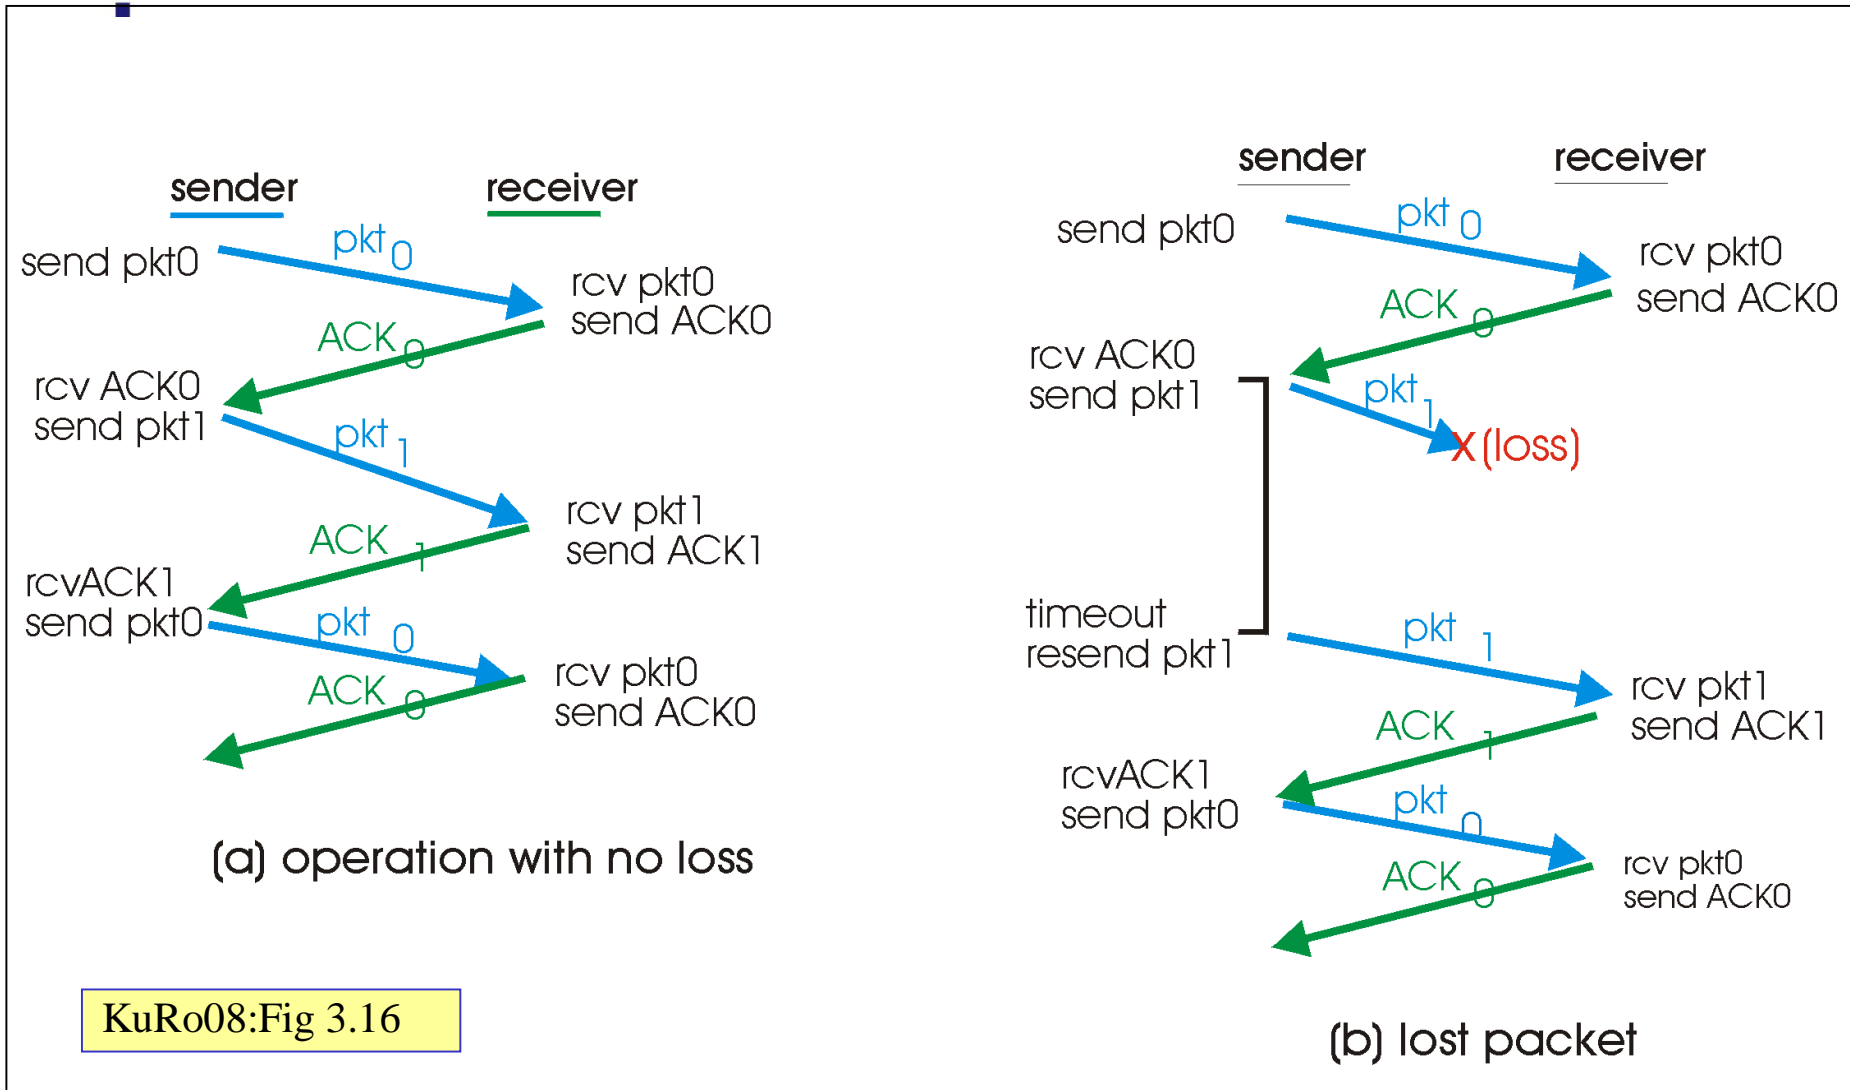 sender
receiver
send pkt0
pkt 0
rcv pkt0
send ACK0
ACK 0
rcv ACK0
send pkt1
pkt 1
rcv pkt1
send ACK1
ACK 1
rcvACK1
send pkt0
pkt 0
rcv pkt0
send ACK0
ACK 0
(a) operation with no loss
KuRo08:Fig 3.16
sender
receiver
send pkt0
pkt 0
rcv pkt0
send ACK0
ACK 0
rcv ACK0
send pkt1
pkt 1
X (loss)
timeout
resend pkt1
pkt 1
rcv pkt1
send ACK1
ACK 1
rcvACK1
send pkt0
pkt 0
rcv pkt0
send ACK0
ACK 0
(b) lost packet